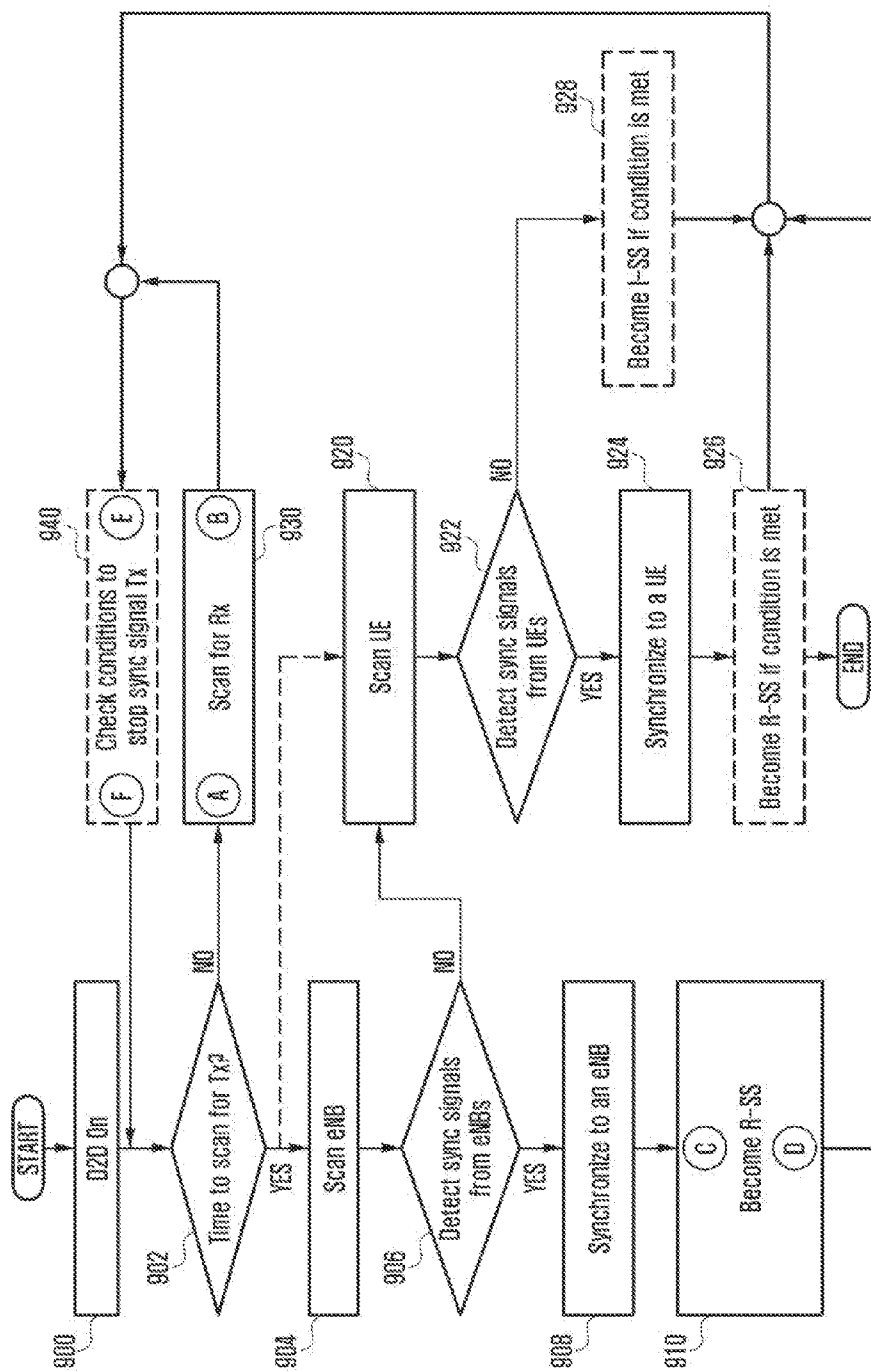 START
900
D2D On
902
Time to scan for Tx?
NO
YES
904
Scan eNB
906
Detect sync signals
from eNBs
NO
YES
908
Synchronize to an eNB
910
C
Become R-SS
D
940
Check conditions to
stop sync signal Tx
F
E
A
Scan for Rx
B
930
920
Scan UE
922
Detect sync signals
from UEs
NO
YES
924
Synchronize to a UE
926
Become R-SS if condition is met
END
928
Become I-SS if condition is met